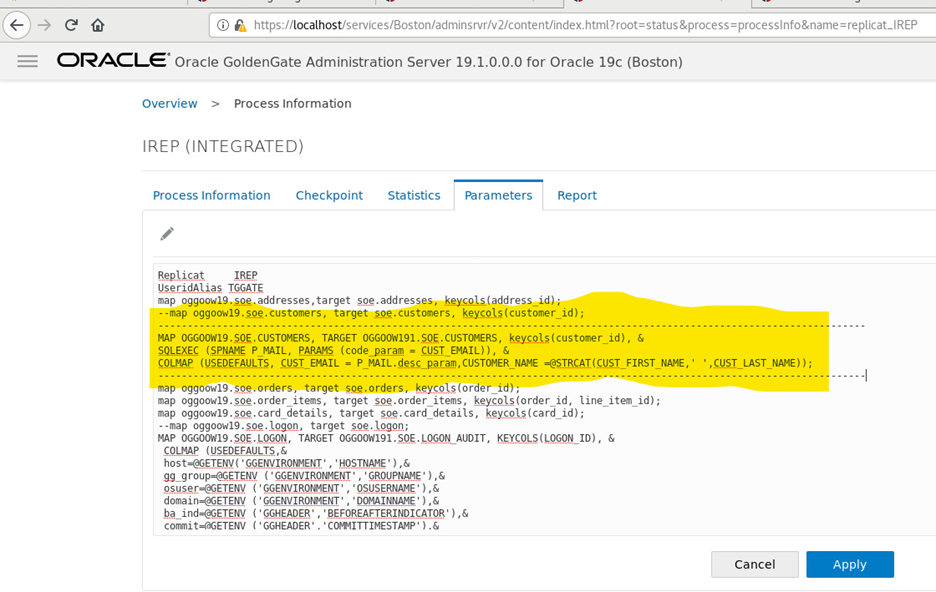 https://localhost/services/Boston/adminsrvr/v2/content/index.html?root=status&process=processInfo&name=replicat_IREP
ORACLE® Oracle GoldenGate Administration Server 19.1.0.0.0 for Oracle 19c (Boston)
Overview > Process Information
IREP (INTEGRATED)
Process Information Checkpoint Statistics Parameters Report
Replicat IREP
UseridAlias TGGATE
map oggoow19.soe.addresses,target soe.addresses, keycols(address_id);
--map oggoow19.soe.customers, target soe.customers, keycols(customer_id);
--------------------------------------------------------------------------------------------------------------------
MAP OGGOOW19.SOE.CUSTOMERS, TARGET OGGOOW191.SOE.CUSTOMERS, keycols(customer_id), &
SQLEXEC (SPNAME P_MAIL, PARAMS (code_param = CUST_EMAIL)), &
COLMAP (USEDEFAULTS, CUST_EMAIL = P_MAIL.desc_param,CUSTOMER_NAME =@STRCAT(CUST_FIRST_NAME,' ',CUST_LAST_NAME));
--------------------------------------------------------------------------------------------------------------------
map oggoow19.soe.orders, target soe.orders, keycols(order_id);
map oggoow19.soe.order_items, target soe.order_items, keycols(order_id, line_item_id);
map oggoow19.soe.card_details, target soe.card_details, keycols(card_id);
--map oggoow19.soe.logon, target soe.logon;
MAP OGGOOW19.SOE.LOGON, TARGET OGGOOW191.SOE.LOGON_AUDIT, KEYCOLS(LOGON_ID), &
COLMAP (USEDEFAULTS,&
host=@GETENV('GGENVIRONMENT','HOSTNAME'),&
gg_group=@GETENV ('GGENVIRONMENT','GROUPNAME'),&
osuser=@GETENV ('GGENVIRONMENT','OSUSERNAME'),&
domain=@GETENV ('GGENVIRONMENT','DOMAINNAME'),&
ba_ind=@GETENV ('GGHEADER','BEFOREAFTERINDICATOR'),&
commit=@GETENV ('GGHEADER','COMMITTIMESTAMP'),&
Cancel Apply